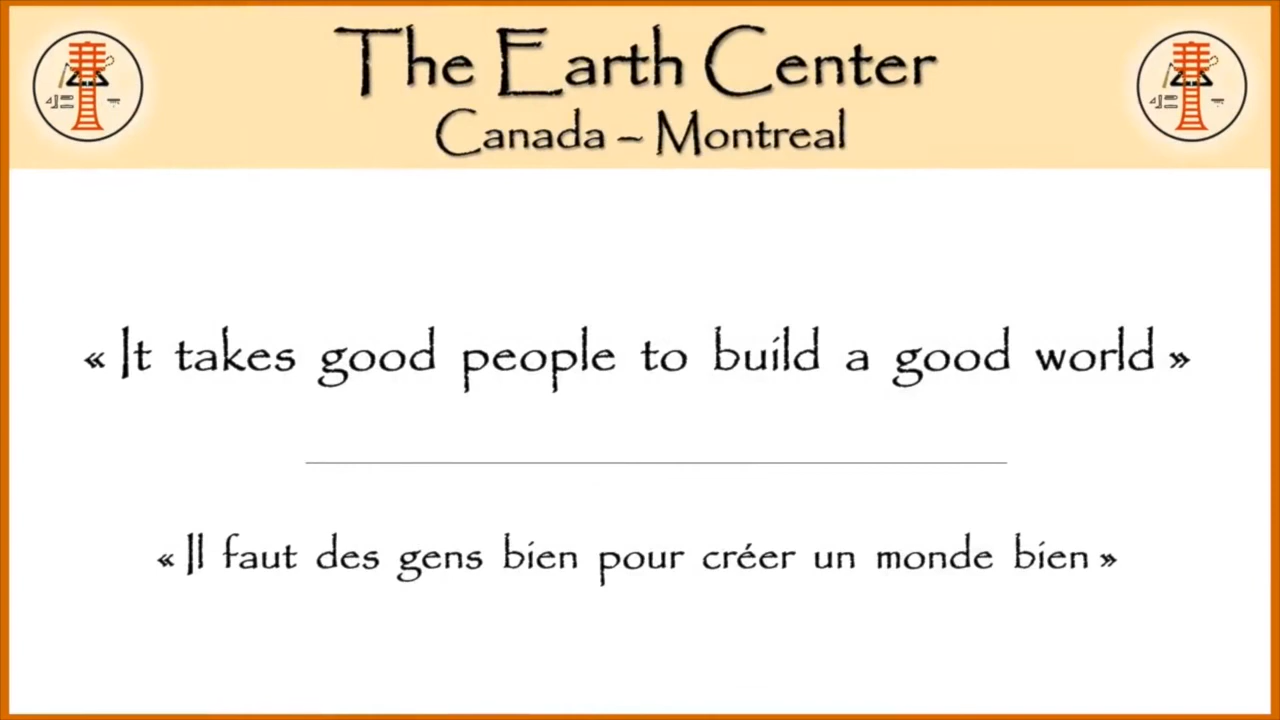 The Earth Center
Canada – Montreal
« It takes good people to build a good world »
« Il faut des gens bien pour créer un monde bien »